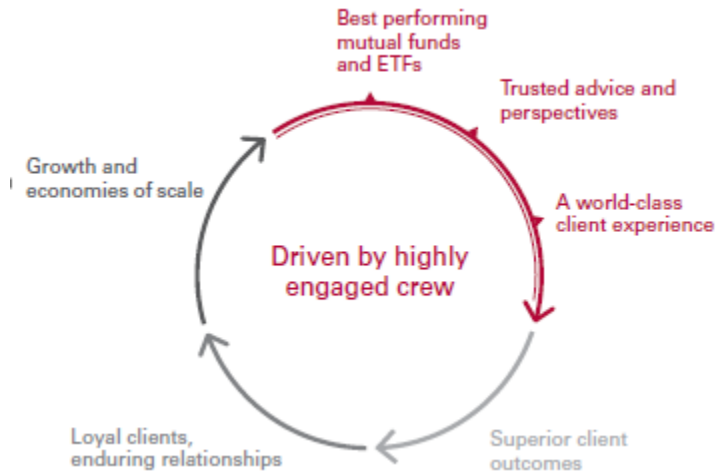 Best performing
mutual funds
and ETFs
Trusted advice and
perspectives
A world-class
client experience
Superior client
outcomes
Loyal clients,
enduring relationships
Growth and
economies of scale
Driven by highly
engaged crew